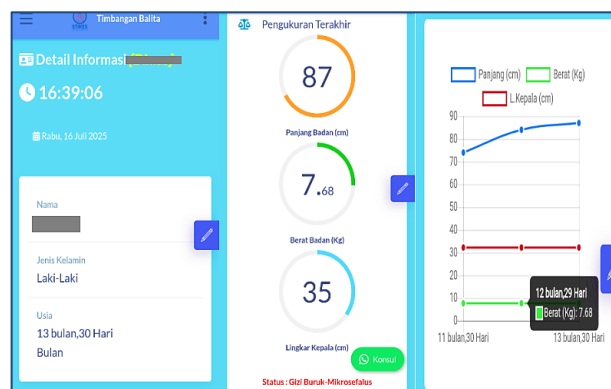 Timbangan Balita
Detail Informasi
16:39:06
Rabu, 16 Juli 2025
Nama
Jenis Kelamin
Laki-Laki
Usia
13 bulan,30 Hari
Bulan
Pengukuran Terakhir
87
Panjang Badan (cm)
7.68
Berat Badan (Kg)
35
Lingkar Kepala (cm)
Konsul
Status : Gizi Buruk-Mikrosefalus
Panjang (cm) Berat (Kg)
L.Kepala (cm)
90
80
70
60
50
40
30
20
10
0
12 bulan,29 Hari
Berat (Kg): 7.68
11 bulan,30 Hari 13 bulan,30 Hari